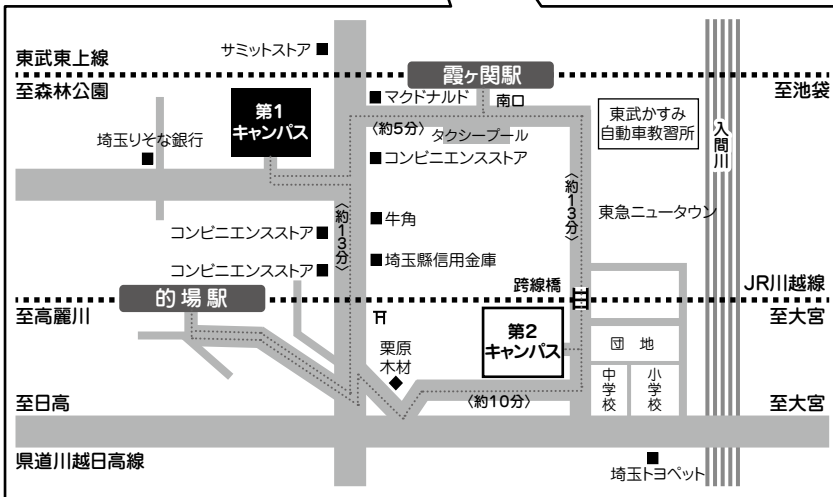 サミットストア
東武東上線
霞ヶ関駅
至森林公園
至池袋
マクドナルド
南口
第1
キャンパス
〈約5分〉
タクシープール
東武かすみ
自動車教習所
入間川
埼玉りそな銀行
コンビニエンスストア
〈約13分〉
〈約13分〉
東急ニュータウン
牛角
コンビニエンスストア
埼玉縣信用金庫
コンビニエンスストア
跨線橋
JR川越線
的場駅
至高麗川
至大宮
第2
キャンパス
団地
栗原
木材
中学校
小学校
至日高
〈約10分〉
至大宮
県道川越日高線
埼玉トヨペット